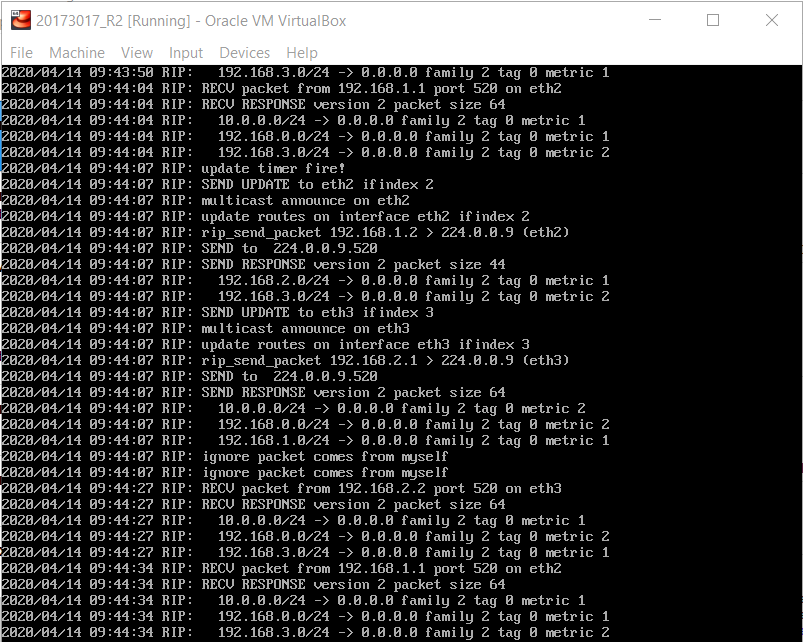 20173017_R2 [Running] - Oracle VM VirtualBox
File Machine View Input Devices Help
2020/04/14 09:43:50 RIP:   192.168.3.0/24 -> 0.0.0.0 family 2 tag 0 metric 1
2020/04/14 09:44:04 RIP: RECV packet from 192.168.1.1 port 520 on eth2
2020/04/14 09:44:04 RIP: RECV RESPONSE version 2 packet size 64
2020/04/14 09:44:04 RIP:   10.0.0.0/24 -> 0.0.0.0 family 2 tag 0 metric 1
2020/04/14 09:44:04 RIP:   192.168.0.0/24 -> 0.0.0.0 family 2 tag 0 metric 1
2020/04/14 09:44:04 RIP:   192.168.3.0/24 -> 0.0.0.0 family 2 tag 0 metric 2
2020/04/14 09:44:07 RIP: update timer fire!
2020/04/14 09:44:07 RIP: SEND UPDATE to eth2 ifindex 2
2020/04/14 09:44:07 RIP: multicast announce on eth2
2020/04/14 09:44:07 RIP: update routes on interface eth2 ifindex 2
2020/04/14 09:44:07 RIP: rip_send_packet 192.168.1.2 > 224.0.0.9 (eth2)
2020/04/14 09:44:07 RIP: SEND to  224.0.0.9.520
2020/04/14 09:44:07 RIP: SEND RESPONSE version 2 packet size 44
2020/04/14 09:44:07 RIP:   192.168.2.0/24 -> 0.0.0.0 family 2 tag 0 metric 1
2020/04/14 09:44:07 RIP:   192.168.3.0/24 -> 0.0.0.0 family 2 tag 0 metric 2
2020/04/14 09:44:07 RIP: SEND UPDATE to eth3 ifindex 3
2020/04/14 09:44:07 RIP: multicast announce on eth3
2020/04/14 09:44:07 RIP: update routes on interface eth3 ifindex 3
2020/04/14 09:44:07 RIP: rip_send_packet 192.168.2.1 > 224.0.0.9 (eth3)
2020/04/14 09:44:07 RIP: SEND to  224.0.0.9.520
2020/04/14 09:44:07 RIP: SEND RESPONSE version 2 packet size 64
2020/04/14 09:44:07 RIP:   10.0.0.0/24 -> 0.0.0.0 family 2 tag 0 metric 2
2020/04/14 09:44:07 RIP:   192.168.0.0/24 -> 0.0.0.0 family 2 tag 0 metric 2
2020/04/14 09:44:07 RIP:   192.168.1.0/24 -> 0.0.0.0 family 2 tag 0 metric 1
2020/04/14 09:44:07 RIP: ignore packet comes from myself
2020/04/14 09:44:07 RIP: ignore packet comes from myself
2020/04/14 09:44:27 RIP: RECV packet from 192.168.2.2 port 520 on eth3
2020/04/14 09:44:27 RIP: RECV RESPONSE version 2 packet size 64
2020/04/14 09:44:27 RIP:   10.0.0.0/24 -> 0.0.0.0 family 2 tag 0 metric 1
2020/04/14 09:44:27 RIP:   192.168.0.0/24 -> 0.0.0.0 family 2 tag 0 metric 2
2020/04/14 09:44:27 RIP:   192.168.3.0/24 -> 0.0.0.0 family 2 tag 0 metric 1
2020/04/14 09:44:34 RIP: RECV packet from 192.168.1.1 port 520 on eth2
2020/04/14 09:44:34 RIP: RECV RESPONSE version 2 packet size 64
2020/04/14 09:44:34 RIP:   10.0.0.0/24 -> 0.0.0.0 family 2 tag 0 metric 1
2020/04/14 09:44:34 RIP:   192.168.0.0/24 -> 0.0.0.0 family 2 tag 0 metric 1
2020/04/14 09:44:34 RIP:   192.168.3.0/24 -> 0.0.0.0 family 2 tag 0 metric 2